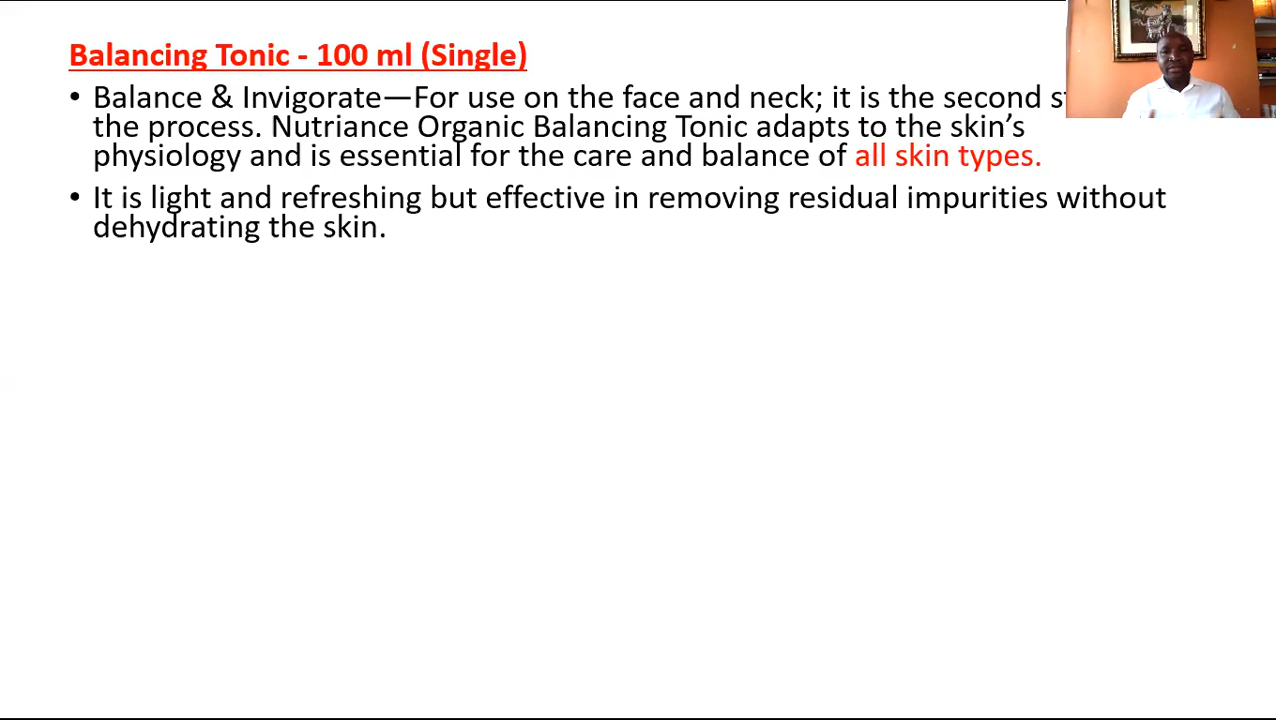 Balancing Tonic - 100 ml (Single)
• Balance & Invigorate—For use on the face and neck; it is the second
the process. Nutriance Organic Balancing Tonic adapts to the skin’s
physiology and is essential for the care and balance of all skin types.
• It is light and refreshing but effective in removing residual impurities without
dehydrating the skin.